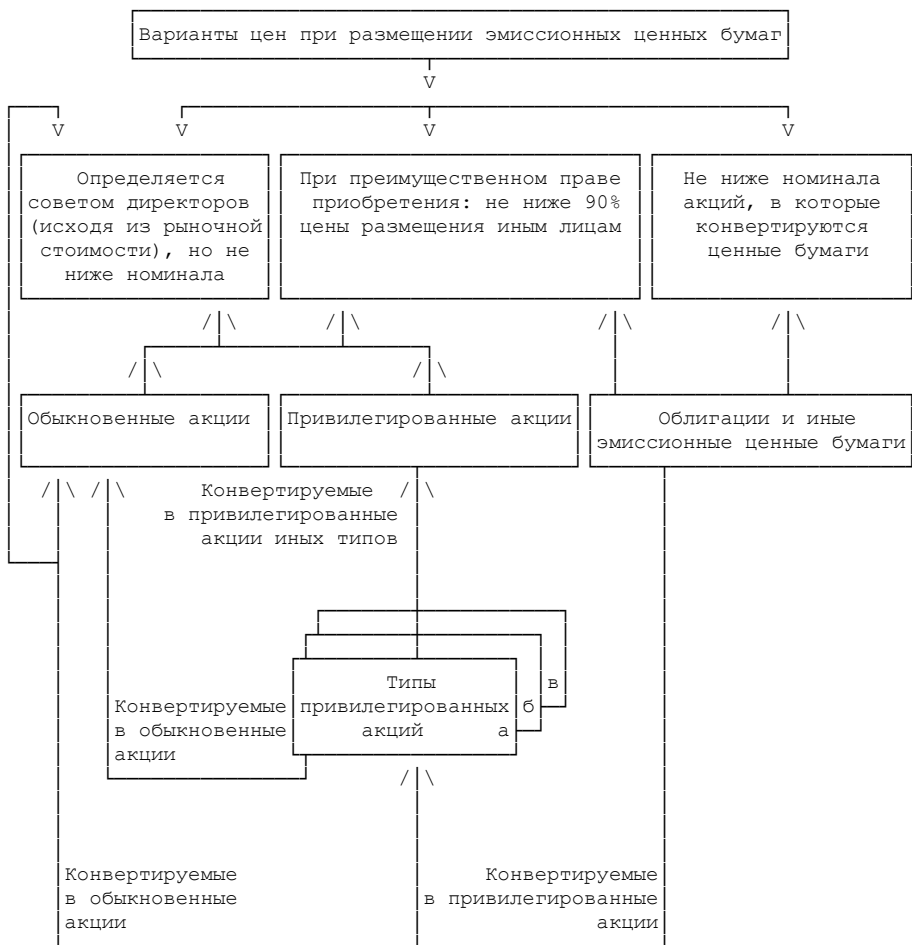 Варианты цен при размещении эмиссионных ценных бумаг
Определяется
советом директоров
(исходя из рыночной
стоимости), но не
ниже номинала
При преимущественном праве
приобретения: не ниже 90%
цены размещения иным лицам
Не ниже номинала
акций, в которые
конвертируются
ценные бумаги
Обыкновенные акции
Привилегированные акции
Облигации и иные
эмиссионные ценные бумаги
Конвертируемые
в привилегированные
акции иных типов
Типы
привилегированных
акций а
б
в
Конвертируемые
в обыкновенные
акции
Конвертируемые
в обыкновенные
акции
Конвертируемые
в привилегированные
акции